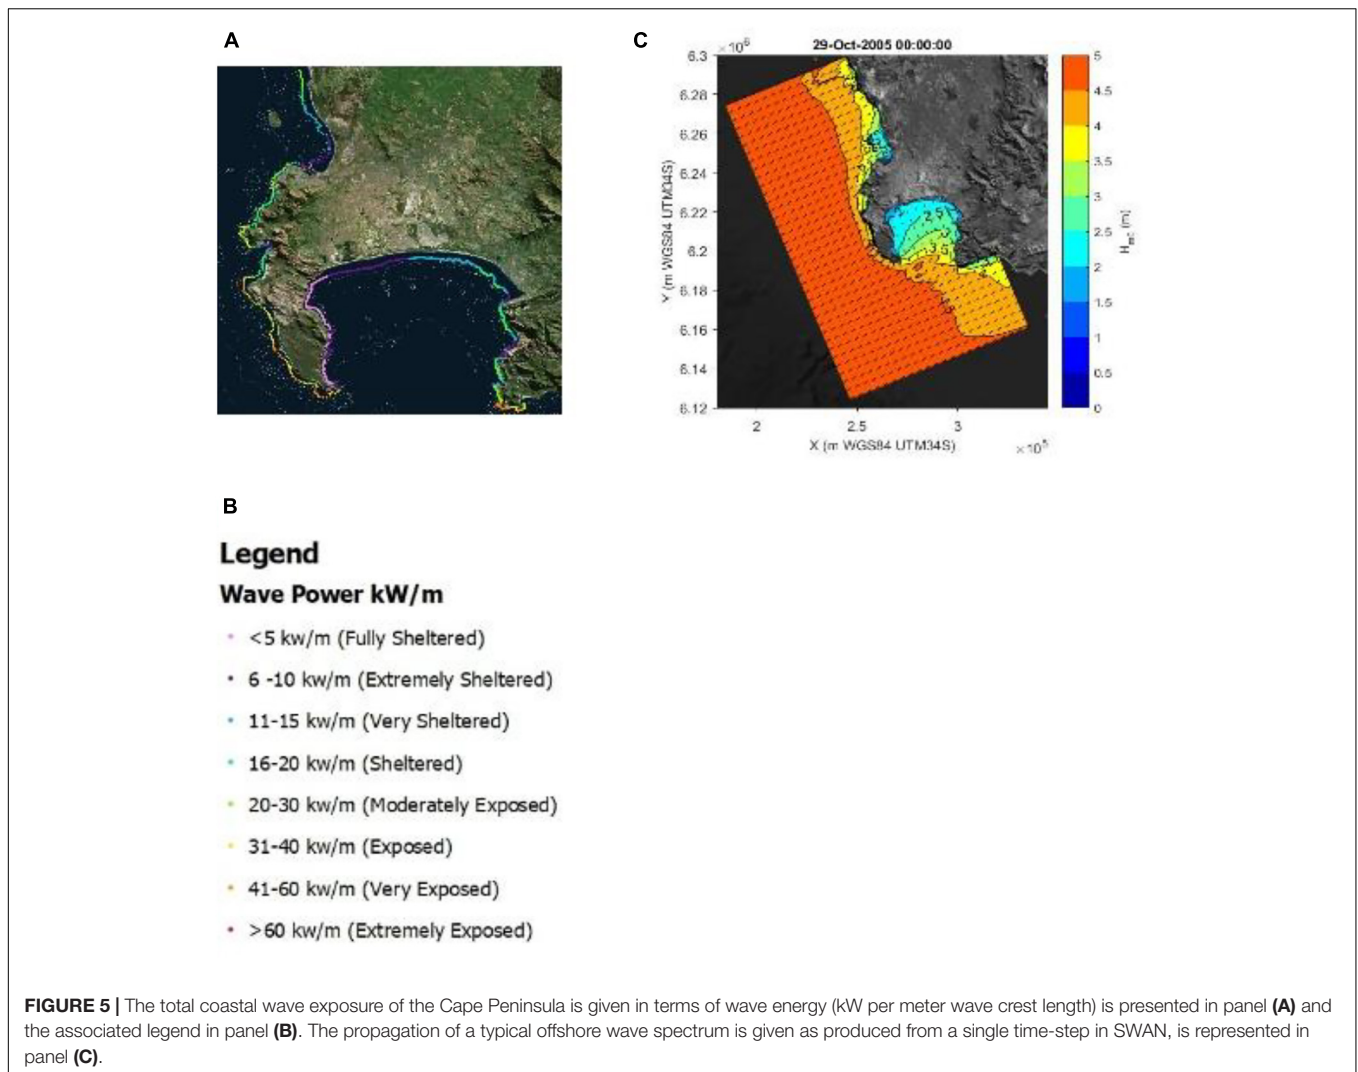 A
C
29-Oct-2005 00:00:00
×10⁶
6.3
6.28
6.26
6.24
6.22
6.2
6.18
6.16
6.14
6.12
Y (m WGS84 UTM34S)
2
2.5
3
X (m WGS84 UTM34S)
×10⁵
2.5
3.5
5
4.5
4
3.5
3
2.5
2
1.5
1
0.5
0
(m)
B
Legend
Wave Power kW/m
<5 kw/m (Fully Sheltered)
6 -10 kw/m (Extremely Sheltered)
11-15 kw/m (Very Sheltered)
16-20 kw/m (Sheltered)
20-30 kw/m (Moderately Exposed)
31-40 kw/m (Exposed)
41-60 kw/m (Very Exposed)
>60 kw/m (Extremely Exposed)
FIGURE 5 | The total coastal wave exposure of the Cape Peninsula is given in terms of wave energy (kW per meter wave crest length) is presented in panel (A) and
the associated legend in panel (B). The propagation of a typical offshore wave spectrum is given as produced from a single time-step in SWAN, is represented in
panel (C).